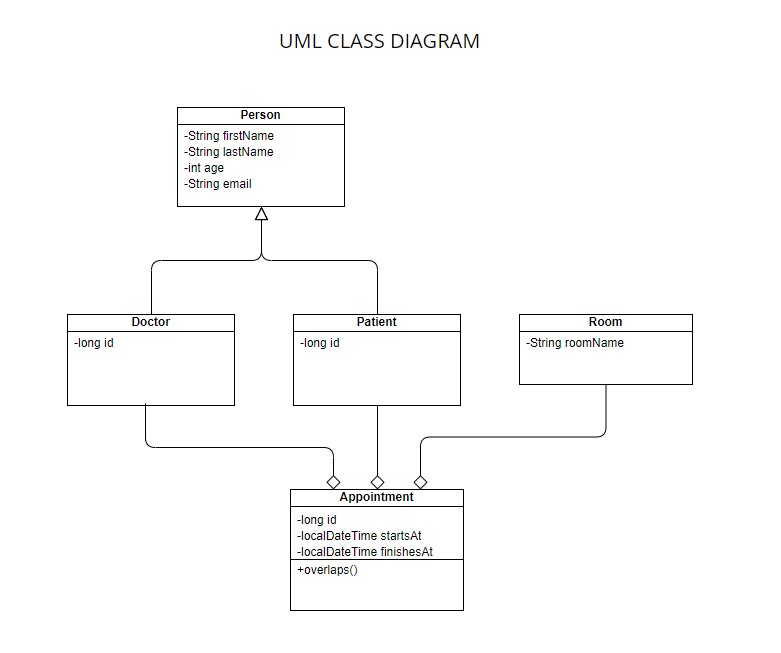 UML CLASS DIAGRAM
Person
-String firstName
-String lastName
-int age
-String email
Doctor
-long id
Patient
-long id
Room
-String roomName
Appointment
-long id
-localDateTime startsAt
-localDateTime finishesAt
+overlaps()